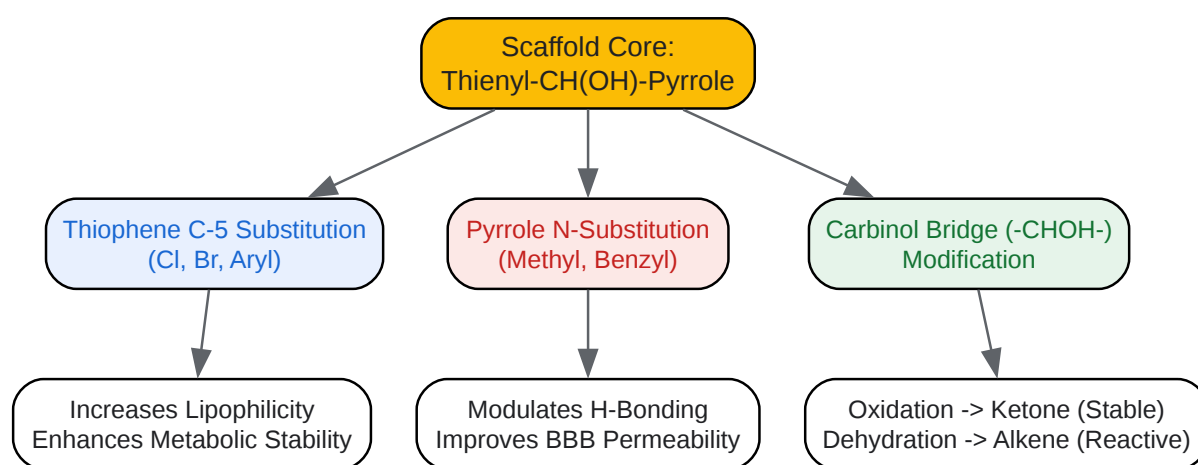 Scaffold Core:
Thienyl-CH(OH)-Pyrrole
Thiophene C-5 Substitution
(Cl, Br, Aryl)
Pyrrole N-Substitution
(Methyl, Benzyl)
Carbinol Bridge (-CHOH-)
Modification
Increases Lipophilicity
Enhances Metabolic Stability
Modulates H-Bonding
Improves BBB Permeability
Oxidation -> Ketone (Stable)
Dehydration -> Alkene (Reactive)